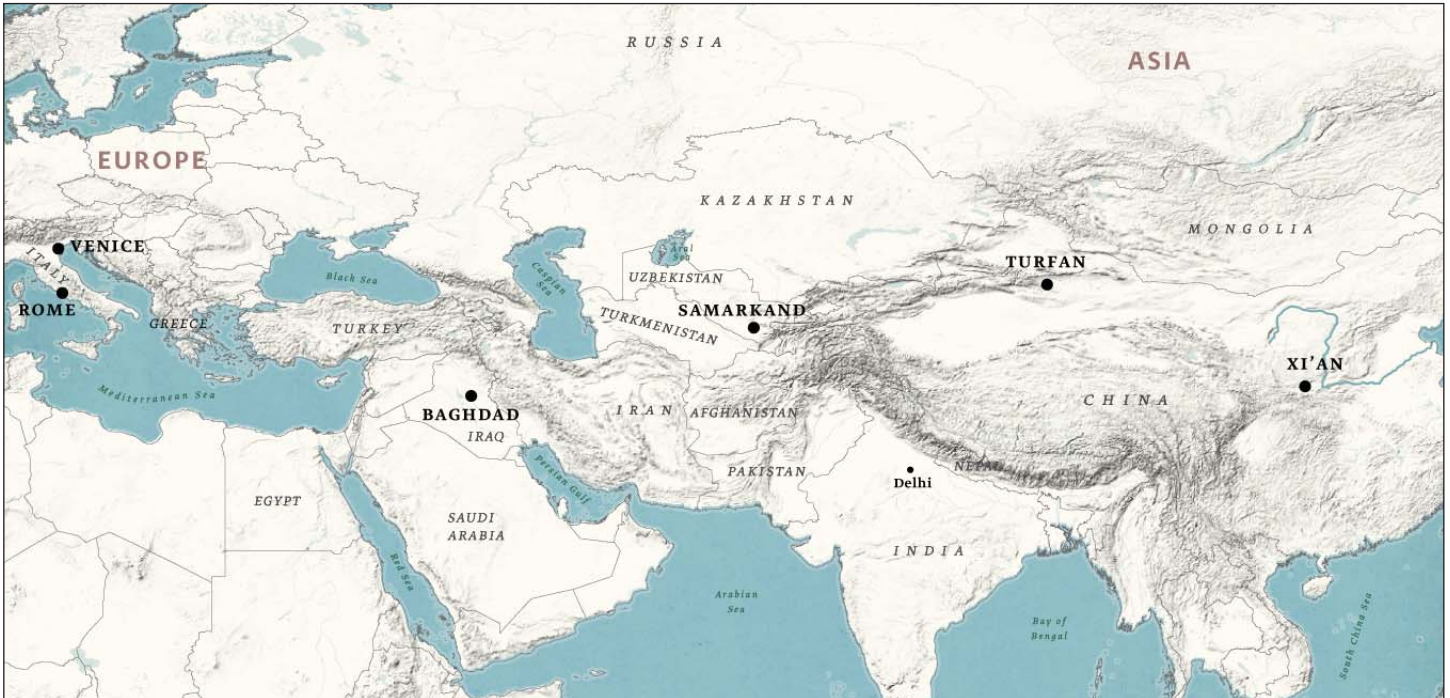 RUSSIA
ASIA
EUROPE
KAZAKHSTAN
MONGOLIA
VENICE
ITALY
Aral
Sea
Black Sea
Caspian
Sea
UZBEKISTAN
TURFAN
ROME
GREECE
TURKEY
TURKMENISTAN
SAMARKAND
XI'AN
Mediterranean Sea
BAGHDAD
IRAQ
IRAN
AFGHANISTAN
CHINA
Persian Gulf
PAKISTAN
NEPAL
Delhi
EGYPT
SAUDI
ARABIA
INDIA
Red Sea
Arabian
Sea
Bay of
Bengal
South China Sea